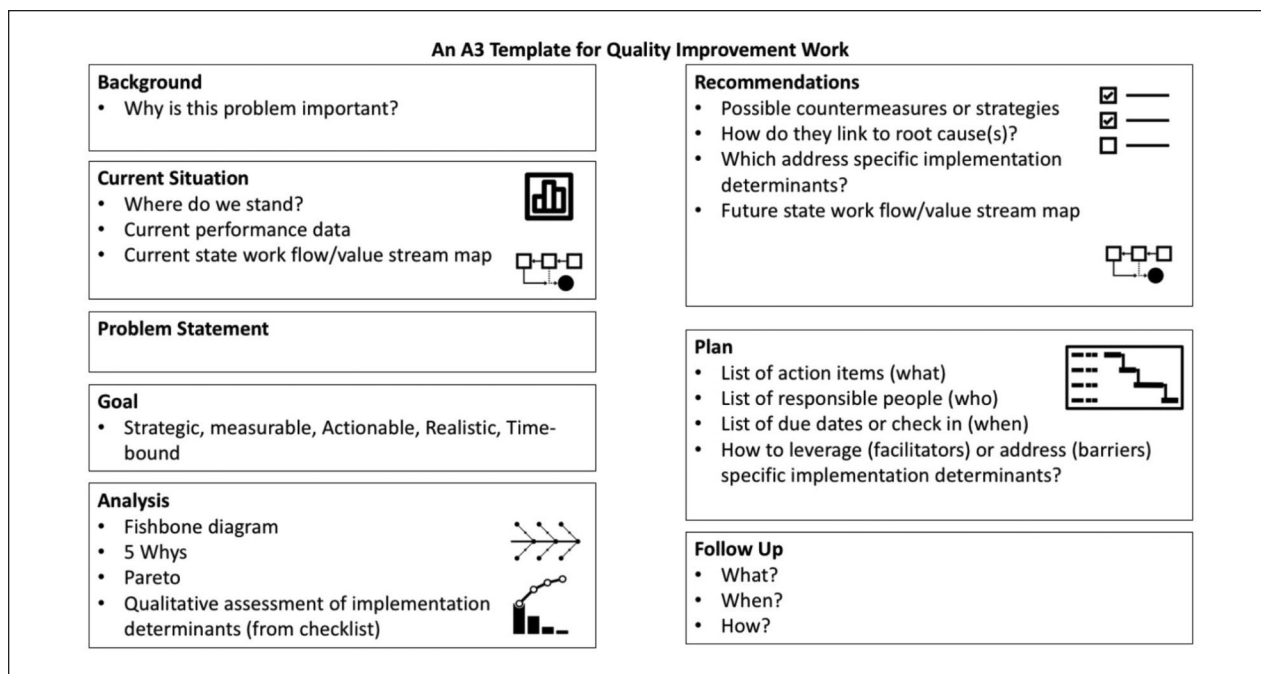 An A3 Template for Quality Improvement Work
Background
• Why is this problem important?
Current Situation
• Where do we stand?
• Current performance data
• Current state work flow/value stream map
Problem Statement
Goal
• Strategic, measurable, Actionable, Realistic, Time-
bound
Analysis
• Fishbone diagram
• 5 Whys
• Pareto
• Qualitative assessment of implementation
determinants (from checklist)
Recommendations
• Possible countermeasures or strategies
• How do they link to root cause(s)?
• Which address specific implementation
determinants?
• Future state work flow/value stream map
Plan
• List of action items (what)
• List of responsible people (who)
• List of due dates or check in (when)
• How to leverage (facilitators) or address (barriers)
specific implementation determinants?
Follow Up
• What?
• When?
• How?